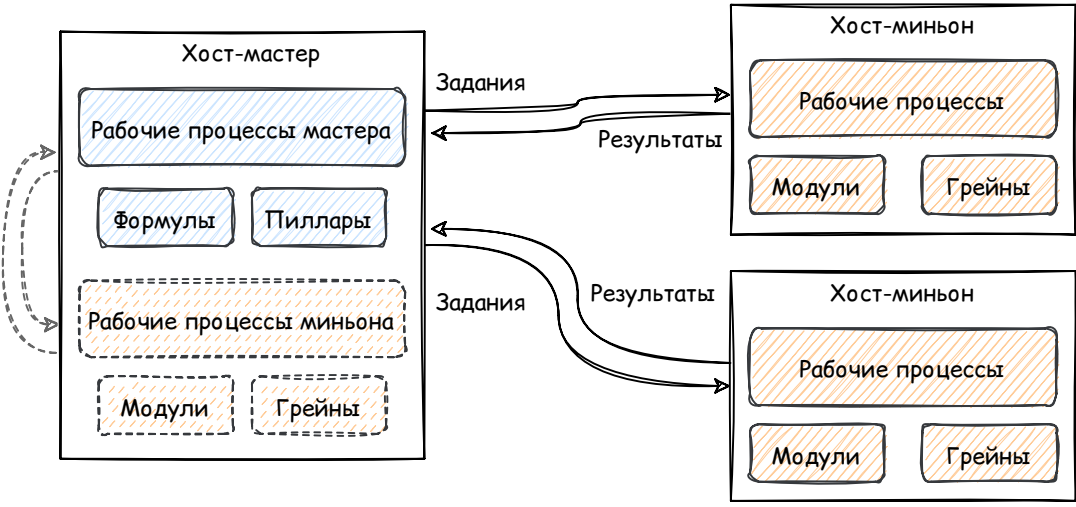 Хост-мастер
Рабочие процессы мастера
Формулы
Пиллары
Рабочие процессы миньона
Модули
Грейны
Задания
Результаты
Задания
Результаты
Хост-миньон
Рабочие процессы
Модули
Грейны
Хост-миньон
Рабочие процессы
Модули
Грейны